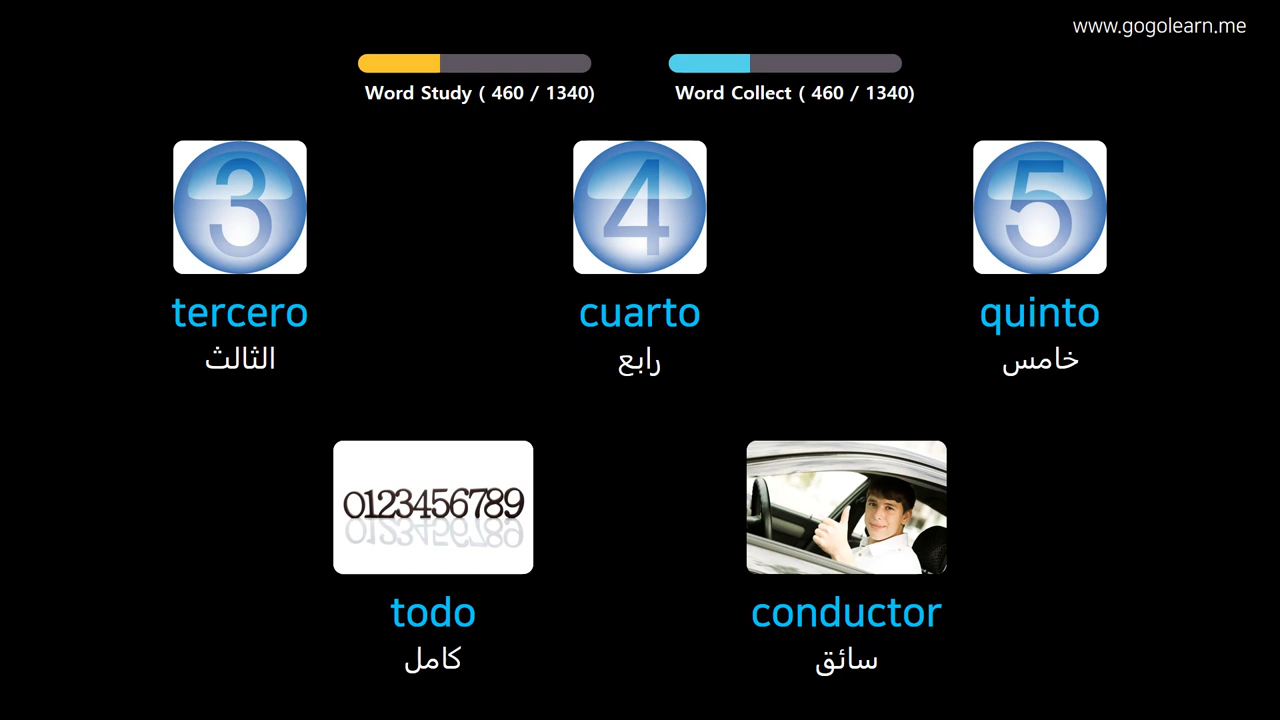 www.gogolearn.me
Word Study ( 460 / 1340)
Word Collect ( 460 / 1340)
3
4
5
tercero
cuarto
quinto
الثالث
رابع
خامس
0123456789
todo
conductor
كامل
سائق